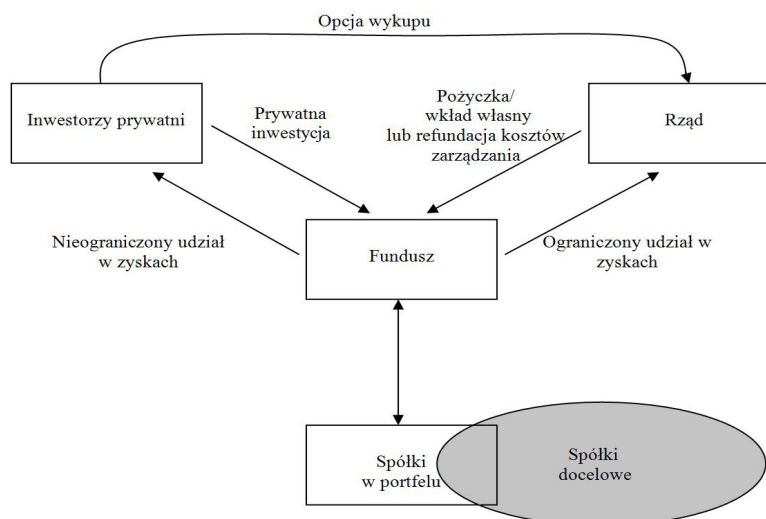 Opcja wykupu
Inwestorzy prywatni
Prywatna
inwestycja
Pożyczka/
wkład własny
lub refundacja kosztów
zarządzania
Rząd
Nieograniczony udział
w zyskach
Fundusz
Ograniczony udział w
zyskach
Spółki
w portfelu
Spółki
docelowe